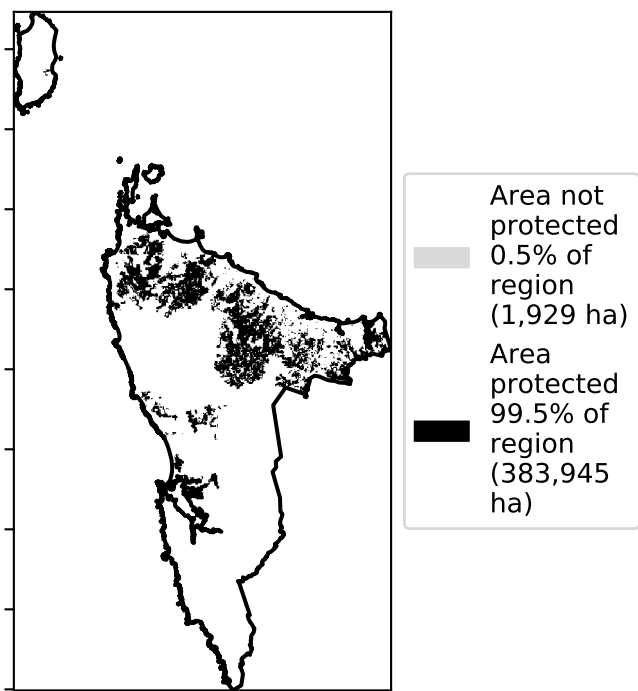 Area not
protected
0.5% of
region
(1,929 ha)
Area
protected
99.5% of
region
(383,945
ha)